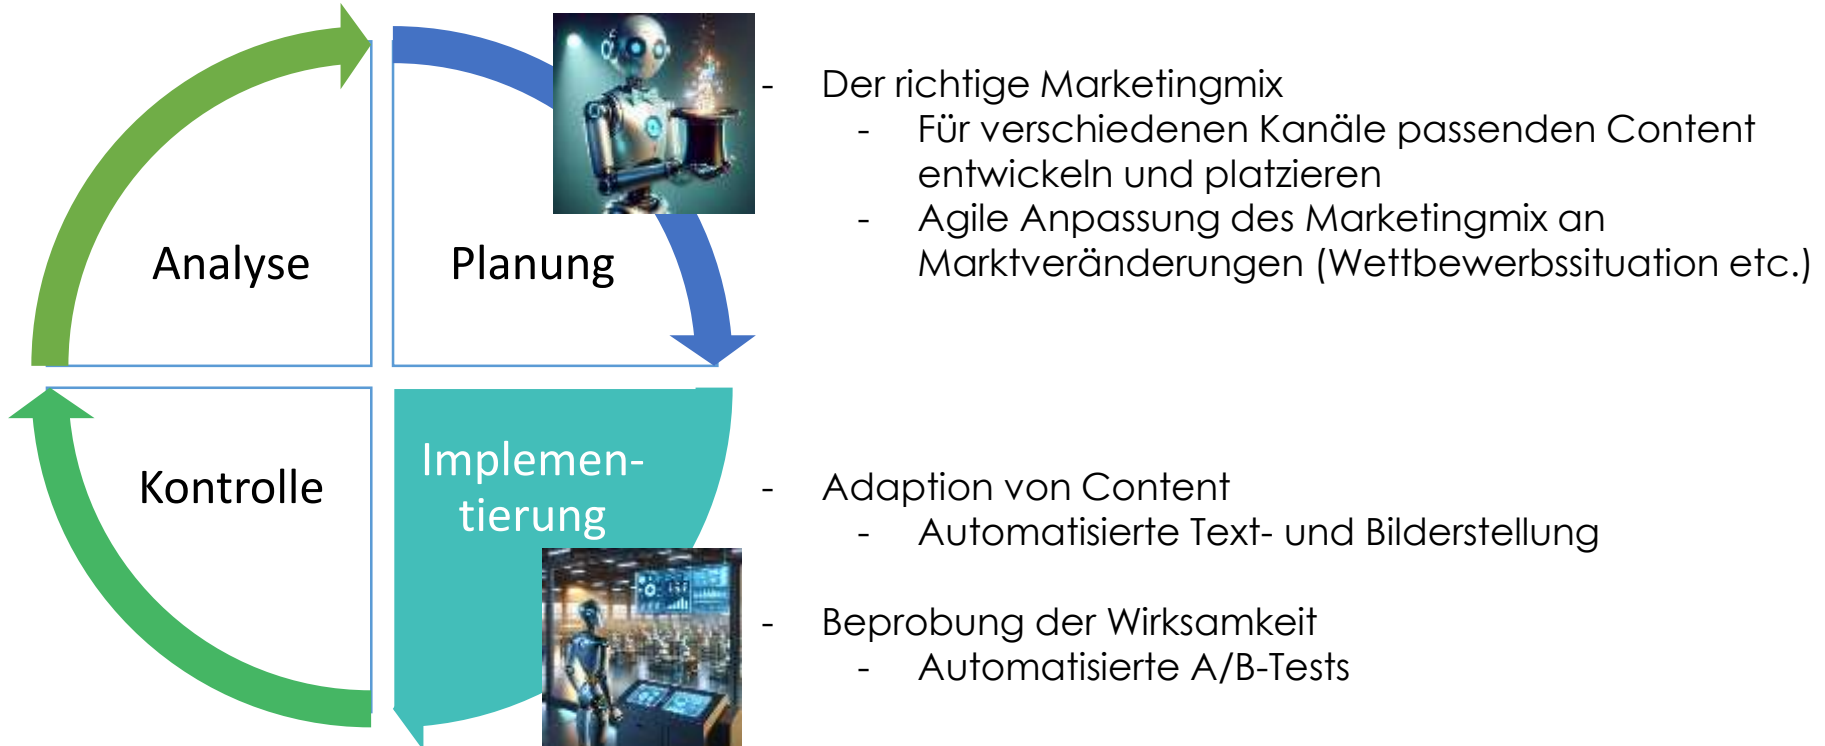 Analyse
Planung
Kontrolle
Implemen-
tierung
- Der richtige Marketingmix
- Für verschiedenen Kanäle passenden Content
entwickeln und platzieren
- Agile Anpassung des Marketingmix an
Marktveränderungen (Wettbewerbssituation etc.)
- Adaption von Content
- Automatisierte Text- und Bilderstellung
- Beprobung der Wirksamkeit
- Automatisierte A/B-Tests